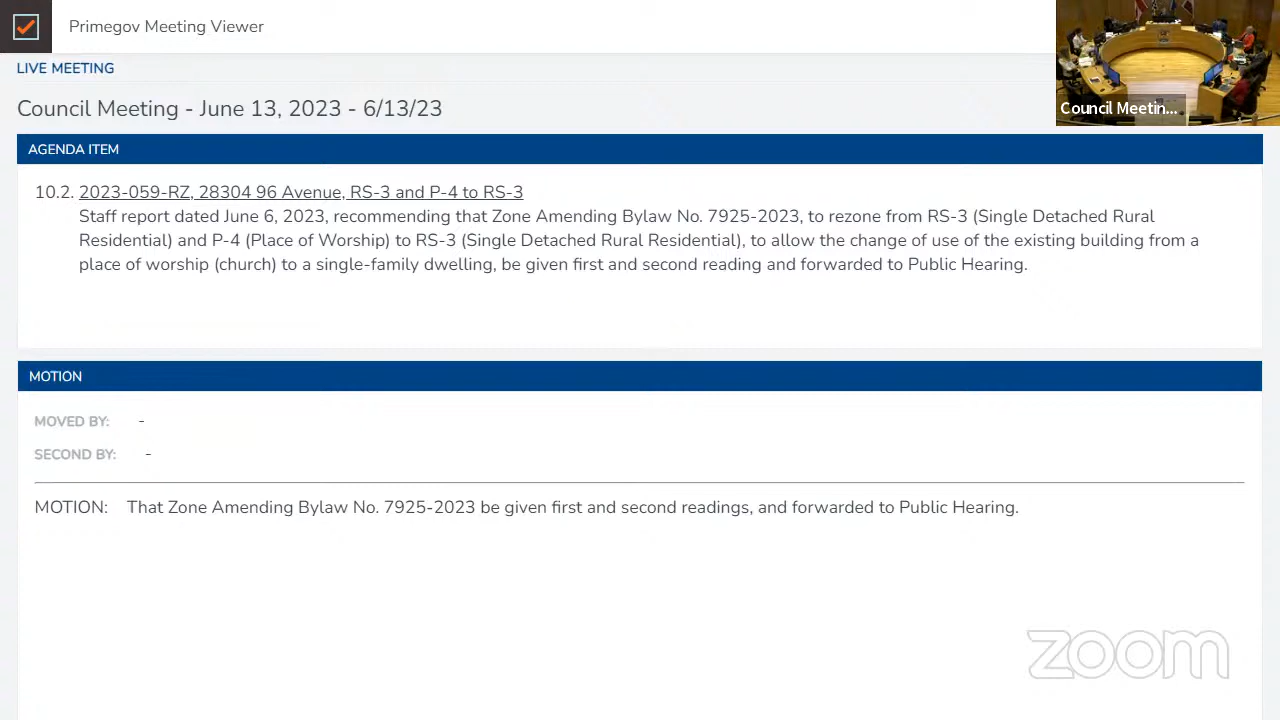 Primegov Meeting Viewer
LIVE MEETING
Council Meeting - June 13, 2023 - 6/13/23
Council Meetin...
AGENDA ITEM
10.2. 2023-059-RZ, 28304 96 Avenue, RS-3 and P-4 to RS-3
Staff report dated June 6, 2023, recommending that Zone Amending Bylaw No. 7925-2023, to rezone from RS-3 (Single Detached Rural
Residential) and P-4 (Place of Worship) to RS-3 (Single Detached Rural Residential), to allow the change of use of the existing building from a
place of worship (church) to a single-family dwelling, be given first and second reading and forwarded to Public Hearing.
MOTION
MOVED BY: -
SECOND BY: -
MOTION: That Zone Amending Bylaw No. 7925-2023 be given first and second readings, and forwarded to Public Hearing.
zoom